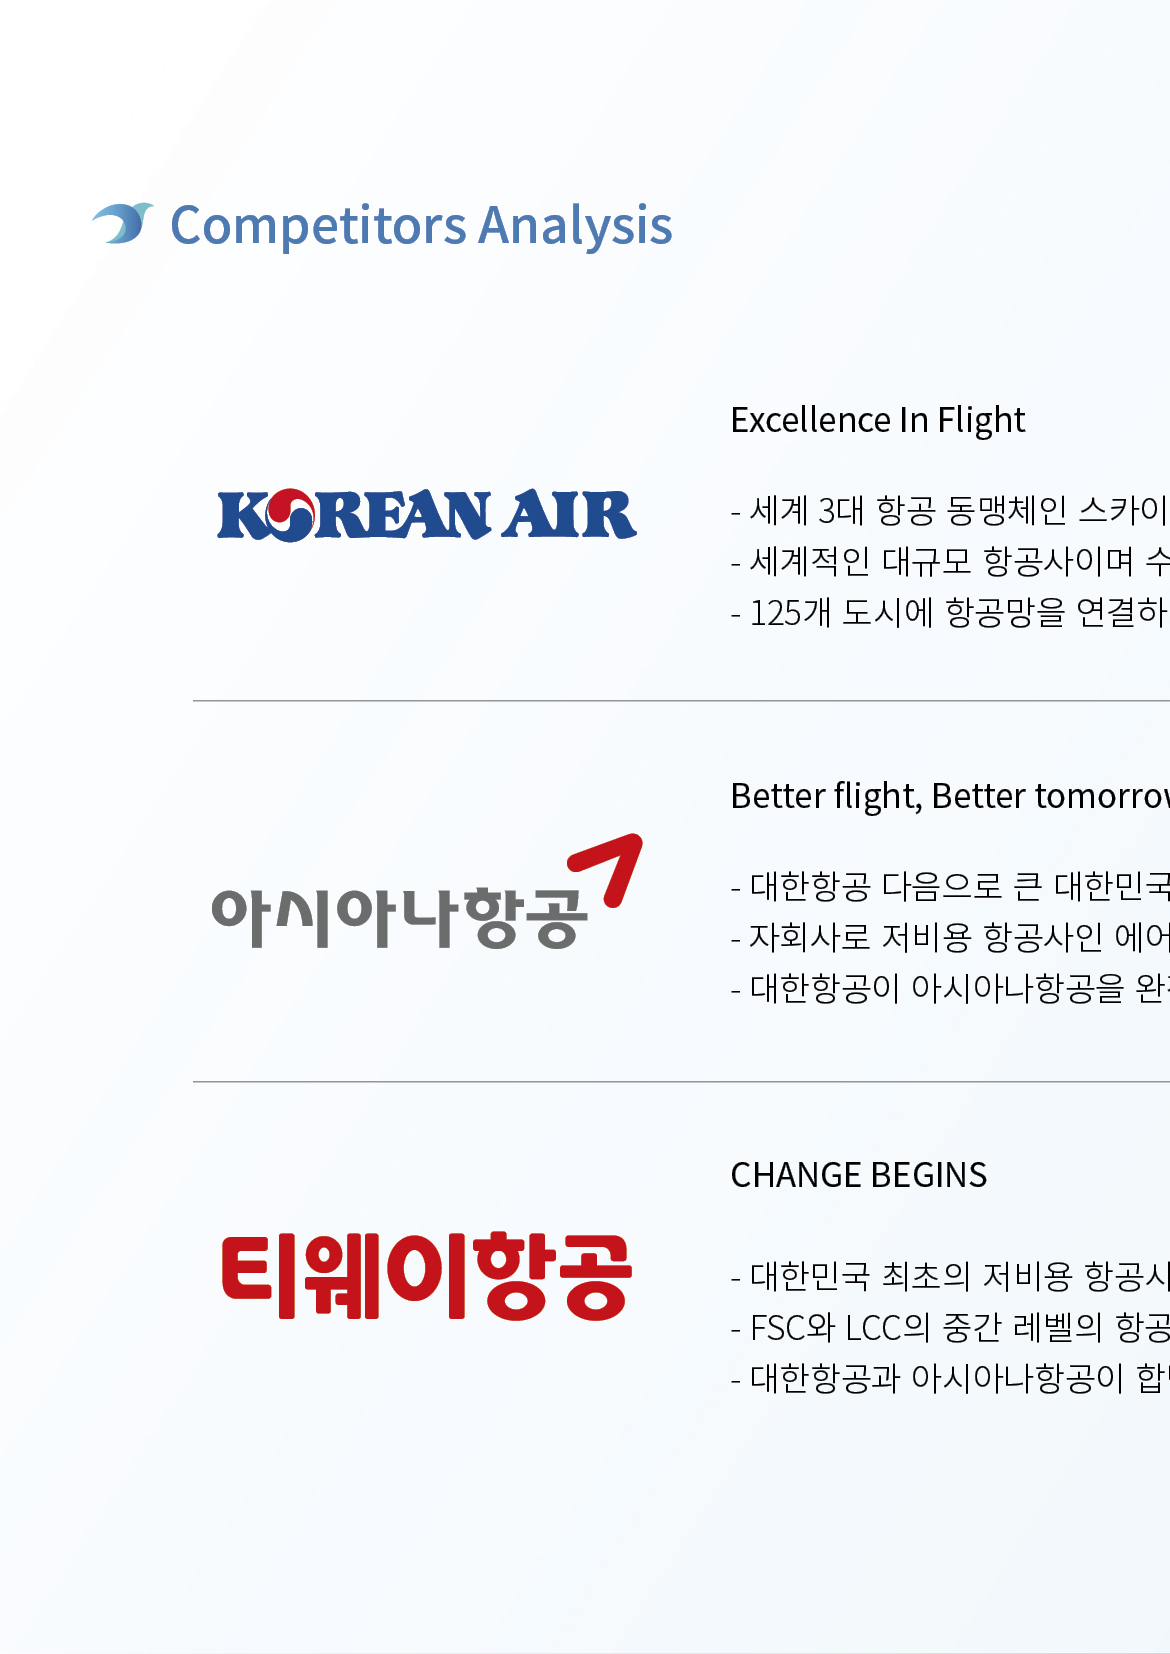 Competitors Analysis
KOREAN AIR
Excellence In Flight
- 세계 3대 항공 동맹체인 스카이
- 세계적인 대규모 항공사이며 수
- 125개 도시에 항공망을 연결하
아시아나항공
Better flight, Better tomorrow
- 대한항공 다음으로 큰 대한민국
- 자회사로 저비용 항공사인 에어
- 대한항공이 아시아나항공을
티웨이항공
CHANGE BEGINS
- 대한민국 최초의 저비용 항공사
- FSC와 LCC의 중간 레벨의 항공
- 대한항공과 아시아나항공이